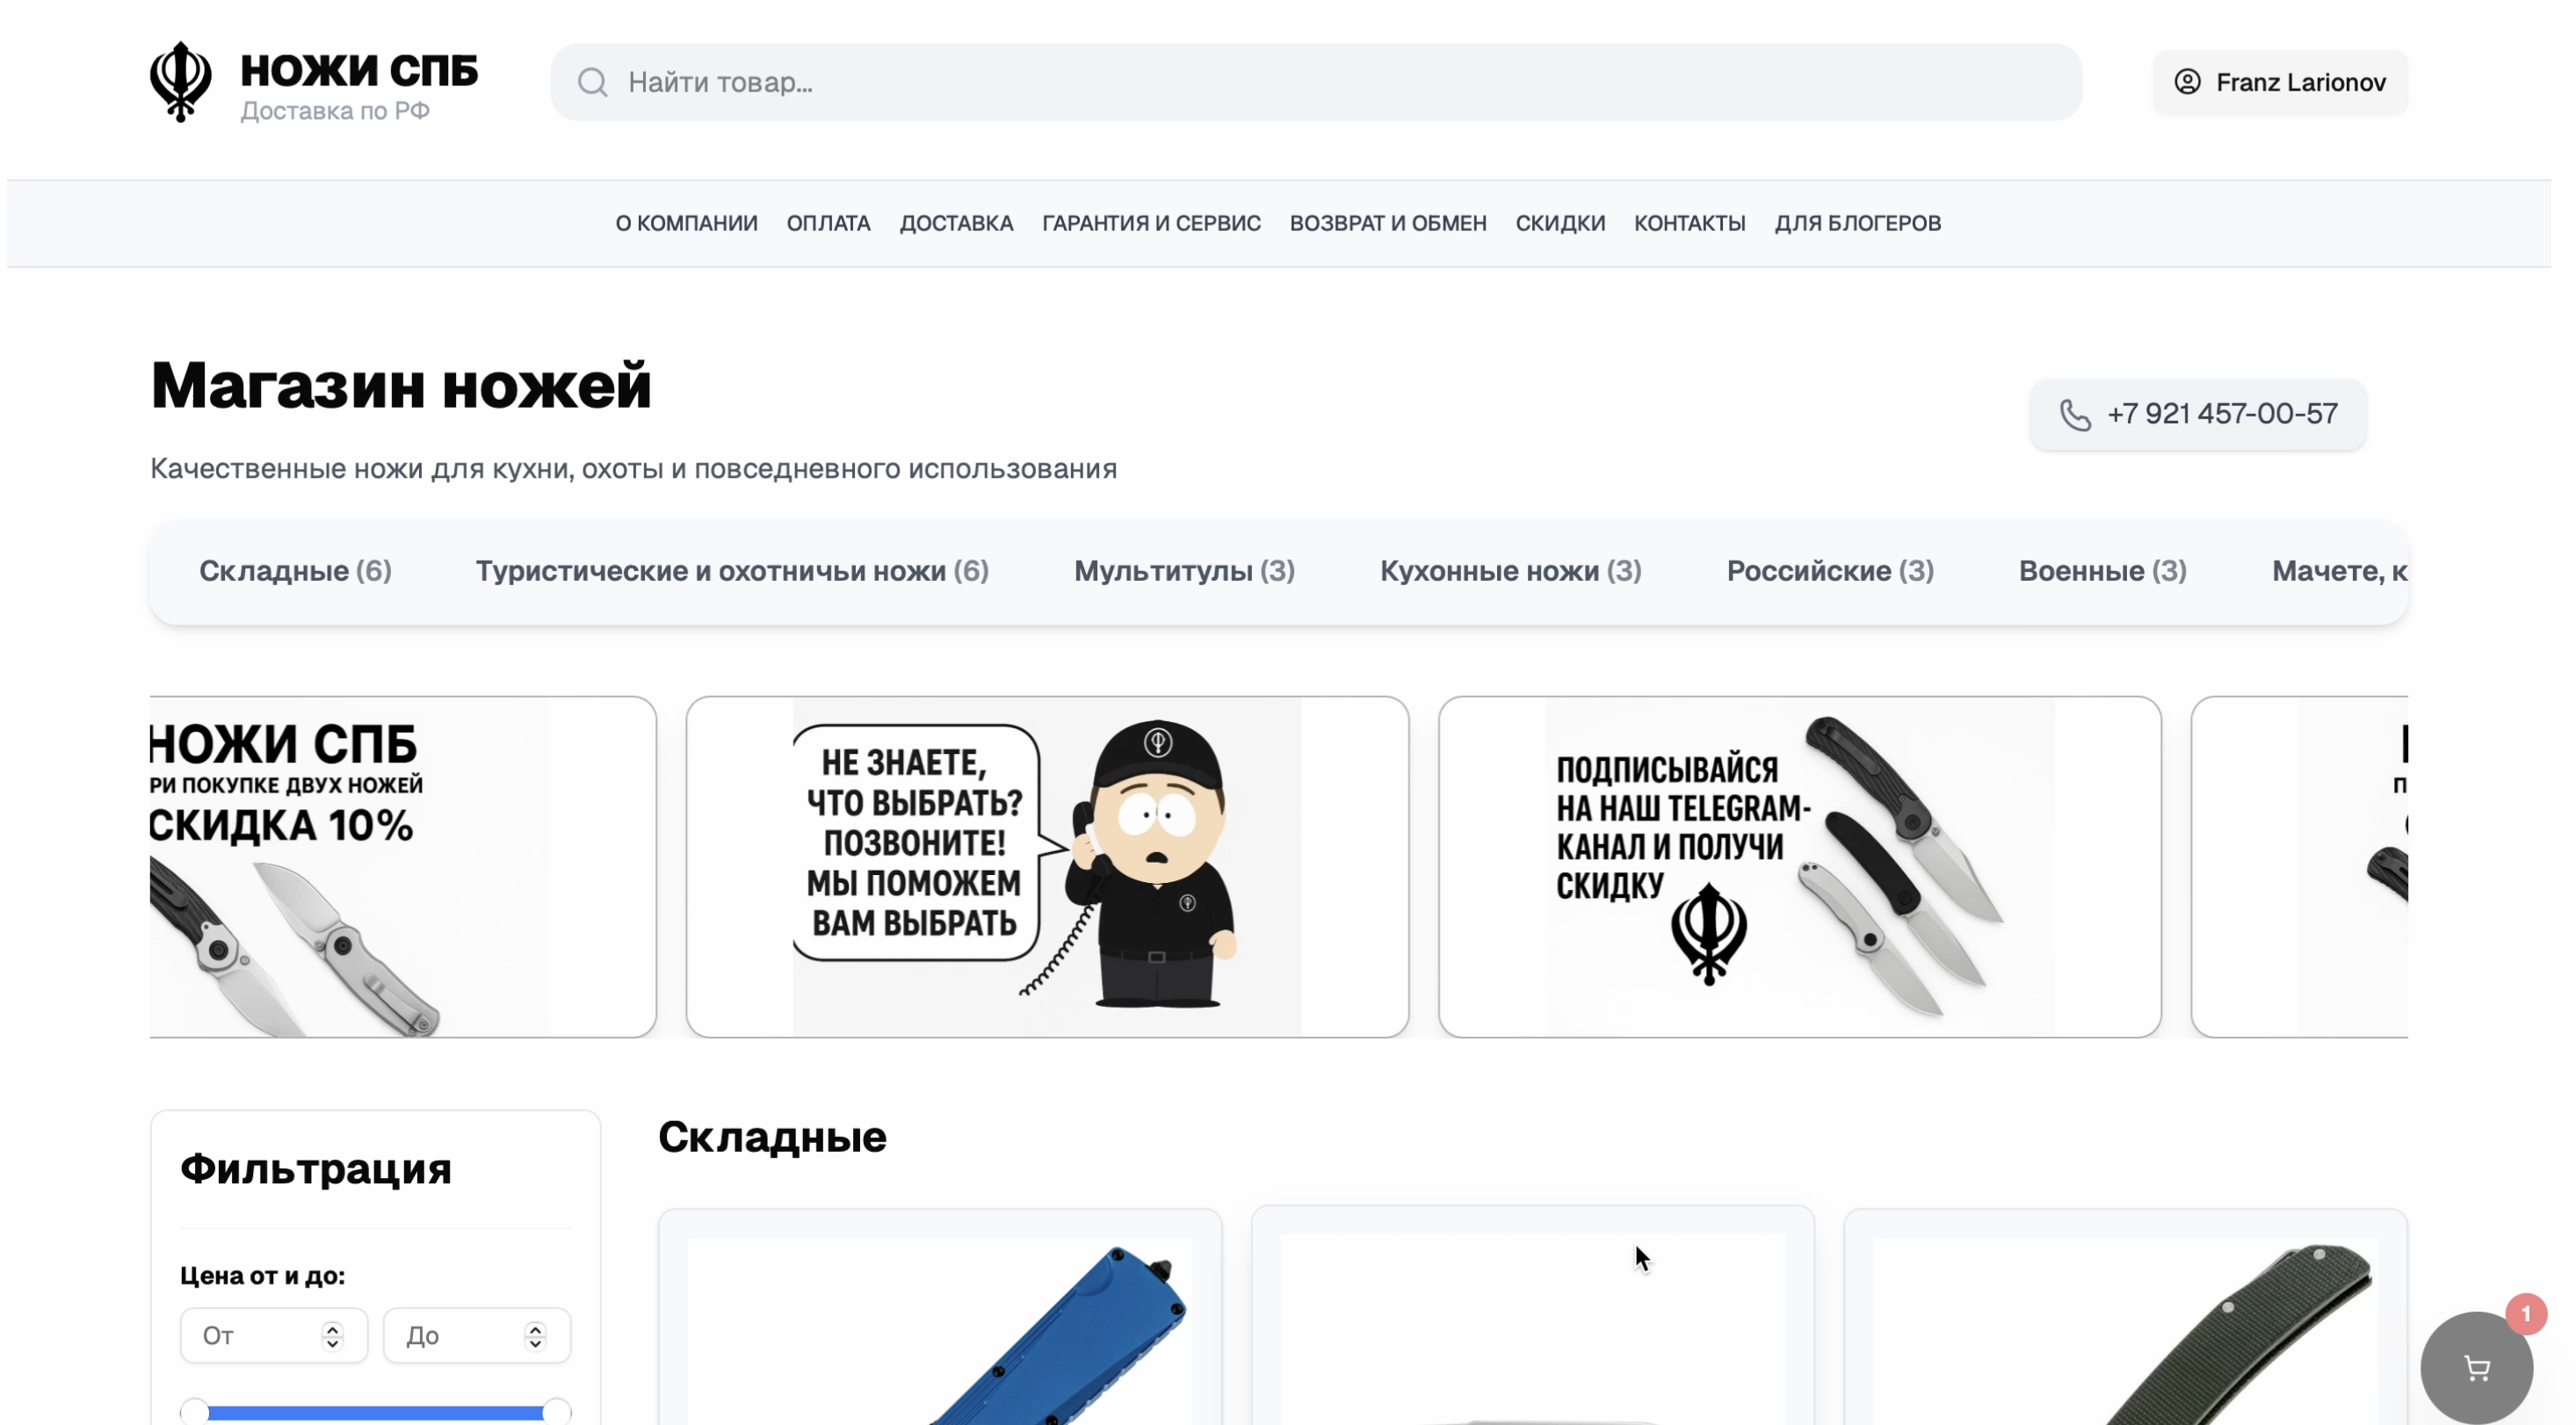 НОЖИ СПБ
Доставка по РФ
Найти товар...
Franz Larionov
О КОМПАНИИ ОПЛАТА ДОСТАВКА ГАРАНТИЯ И СЕРВИС ВОЗВРАТ И ОБМЕН СКИДКИ КОНТАКТЫ ДЛЯ БЛОГЕРОВ
Магазин ножей
+7 921 457-00-57
Качественные ножи для кухни, охоты и повседневного использования
Складные (6) Туристические и охотничьи ножи (6) Мультитулы (3) Кухонные ножи (3) Российские (3) Военные (3) Мачете, к
НОЖИ СПБ
РИ ПОКУПКЕ ДВУХ НОЖЕЙ
СКИДКА 10%
НЕ ЗНАЕТЕ,
ЧТО ВЫБРАТЬ?
ПОЗВОНИТЕ!
МЫ ПОМОЖЕМ
ВАМ ВЫБРАТЬ
ПОДПИСЫВАЙСЯ
НА НАШ TELEGRAM-
КАНАЛ И ПОЛУЧИ
СКИДКУ
Фильтрация
Цена от и до:
От До
Складные
1